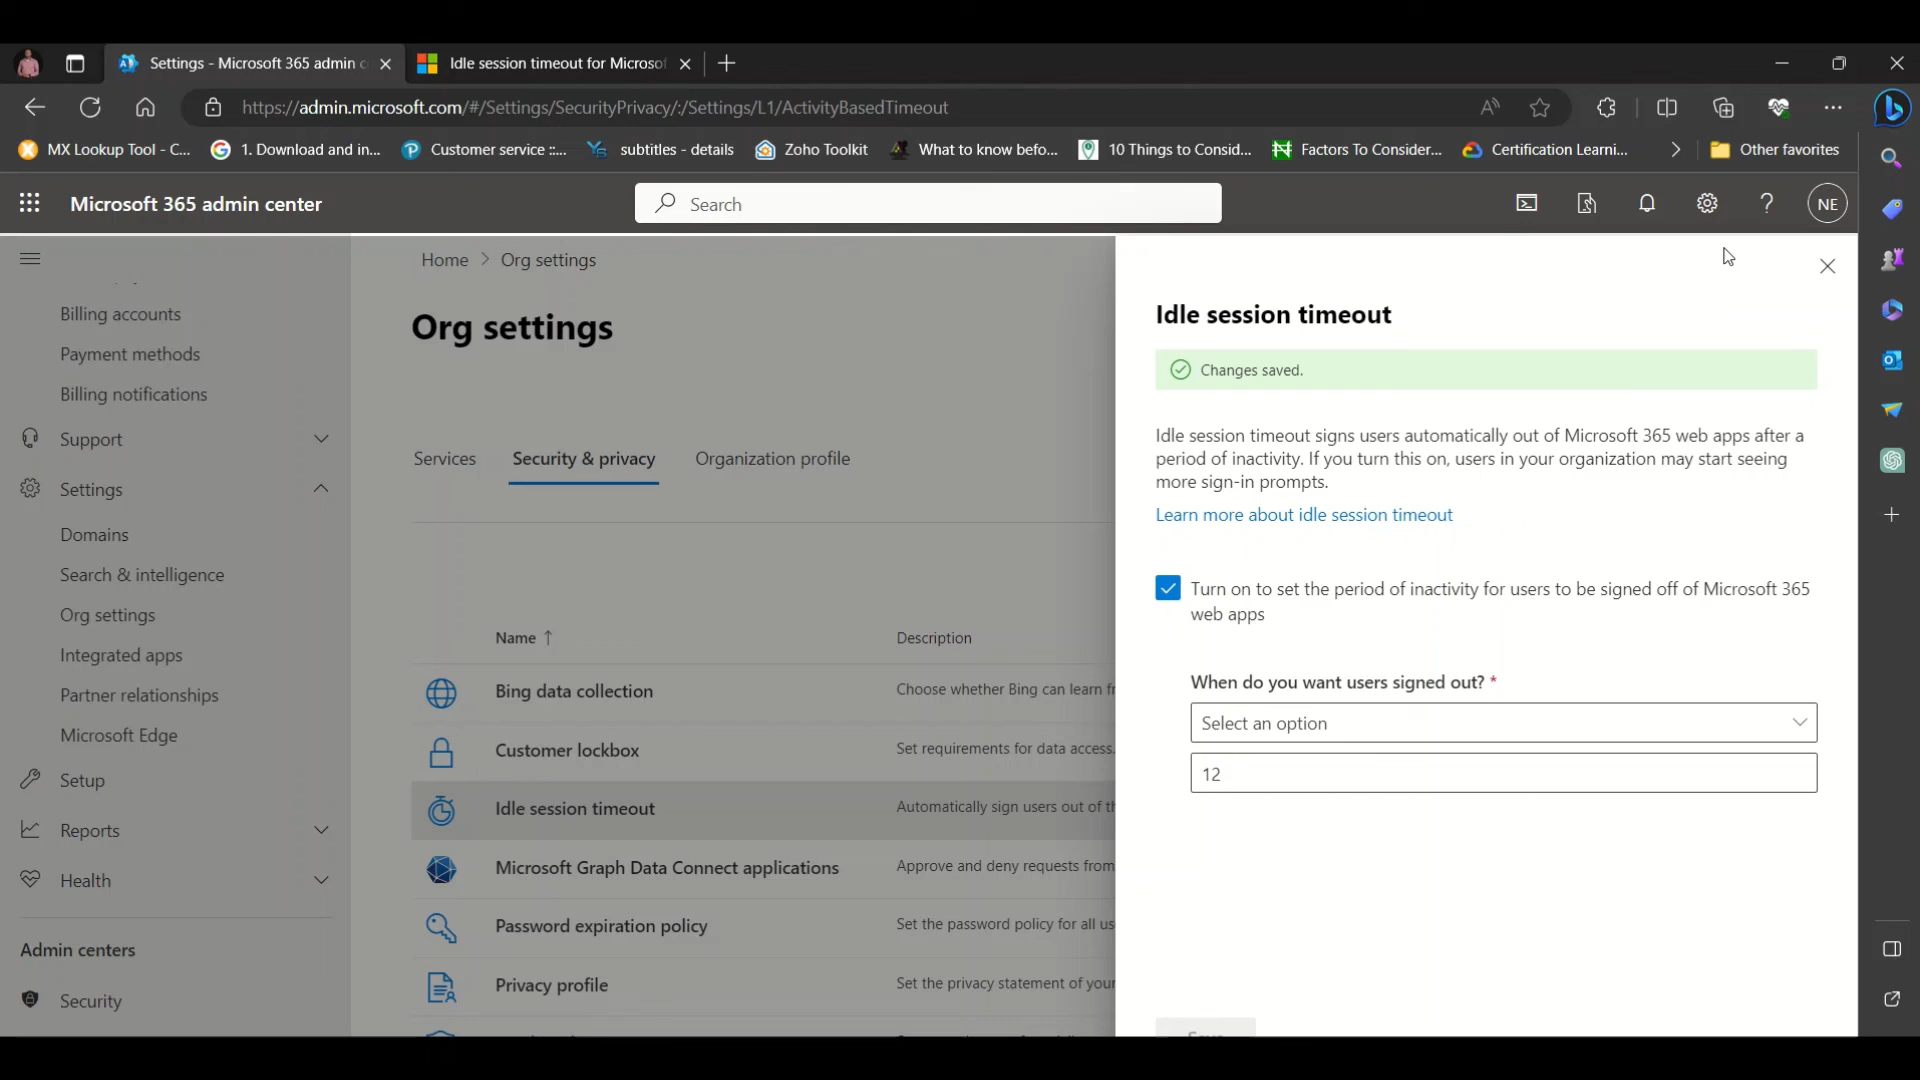 Settings - Microsoft 365 admin c
Idle session timeout for Microsof
https://admin.microsoft.com/#/Settings/SecurityPrivacy/:/Settings/L1/ActivityBasedTimeout
MX Lookup Tool - C...
1. Download and in...
Customer service ::...
subtitles - details
Zoho Toolkit
What to know befo...
10 Things to Consid...
Factors To Consider...
Certification Learni...
Other favorites
Microsoft 365 admin center
Search
NE
Home > Org settings
Org settings
Services
Security & privacy
Organization profile
Name ↑
Description
Bing data collection
Choose whether Bing can learn fr
Customer lockbox
Set requirements for data access.
Idle session timeout
Automatically sign users out of th
Microsoft Graph Data Connect applications
Approve and deny requests from
Password expiration policy
Set the password policy for all us
Privacy profile
Set the privacy statement of your
Billing accounts
Payment methods
Billing notifications
Support
Settings
Domains
Search & intelligence
Org settings
Integrated apps
Partner relationships
Microsoft Edge
Setup
Reports
Health
Admin centers
Security
Idle session timeout
Changes saved.
Idle session timeout signs users automatically out of Microsoft 365 web apps after a
period of inactivity. If you turn this on, users in your organization may start seeing
more sign-in prompts.
Learn more about idle session timeout
Turn on to set the period of inactivity for users to be signed off of Microsoft 365
web apps
When do you want users signed out? *
Select an option
12